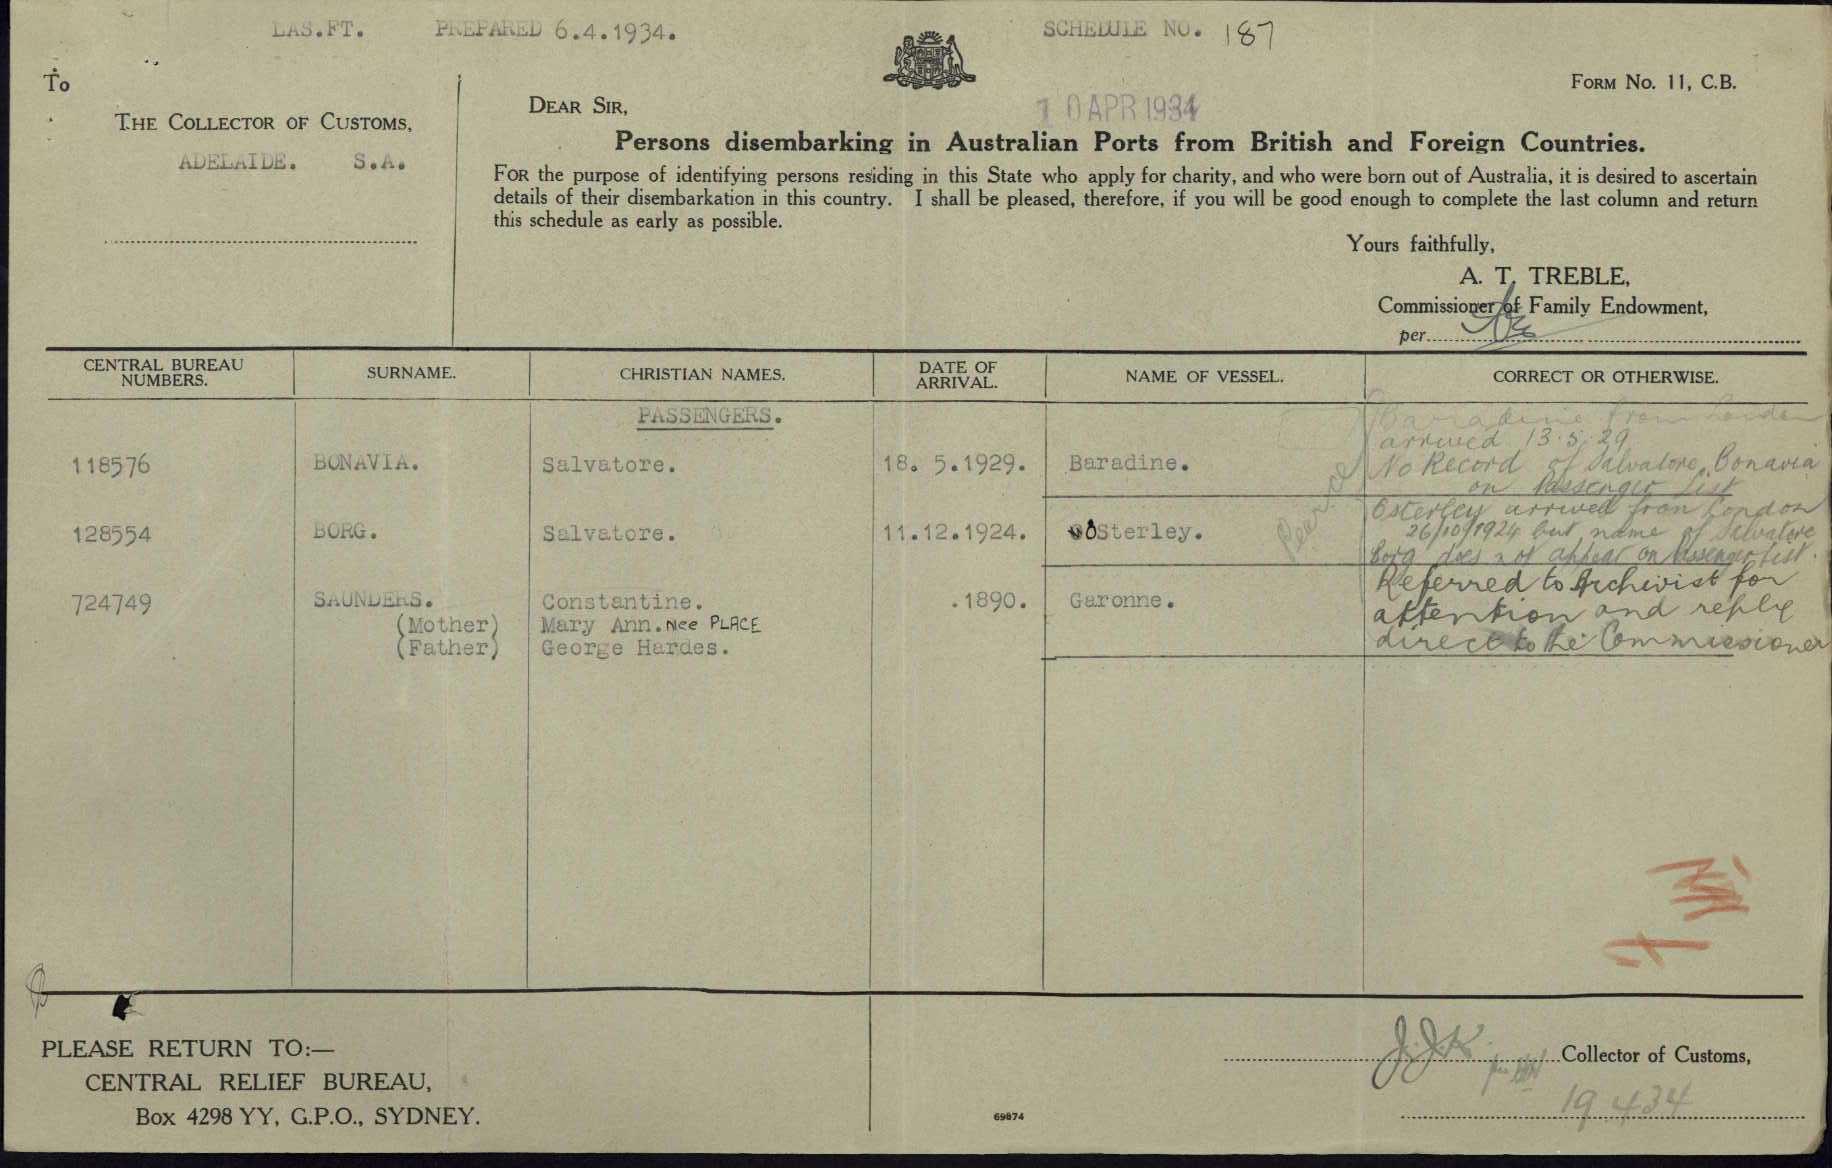 LAS.FT. PREPARED 6.4.1934. SCHEDULE NO. 187
To
THE COLLECTOR OF CUSTOMS,
ADELAIDE. S.A.
FORM NO. 11, C.B.
DEAR SIR,
10 APR 1934
Persons disembarking in Australian Ports from British and Foreign Countries.
FOR the purpose of identifying persons residing in this State who apply for charity, and who were born out of Australia, it is desired to ascertain
details of their disembarkation in this country. I shall be pleased, therefore, if you will be good enough to complete the last column and return
this schedule as early as possible.
Yours faithfully,
A. T. TREBLE,
Commissioner of Family Endowment,
per
CENTRAL BUREAU NUMBERS. SURNAME. CHRISTIAN NAMES. DATE OF ARRIVAL. NAME OF VESSEL. CORRECT OR OTHERWISE.
PASSENGERS.
118576 BONAVIA. Salvatore. 18. 5.1929. Baradine.
Barradine from London
arrived 13.5.29
No Record of Salvatore Bonavia
on Passenger List
128554 BORG. Salvatore. 11.12.1924. OSterley.
Osterley arrived from London
26/10/1924 but name of Salvatore
Borg does not appear on Passenger List.
724749 SAUNDERS. Constantine. .1890. Garonne.
(Mother) Mary Ann. nee PLACE
(Father) George Hardes.
Referred to Archivist for
attention and reply
direct to the Commissioner
PLEASE RETURN TO:—
CENTRAL RELIEF BUREAU,
Box 4298 YY, G.P.O., SYDNEY.
69874
J.J.K. Collector of Customs,
19 4 34